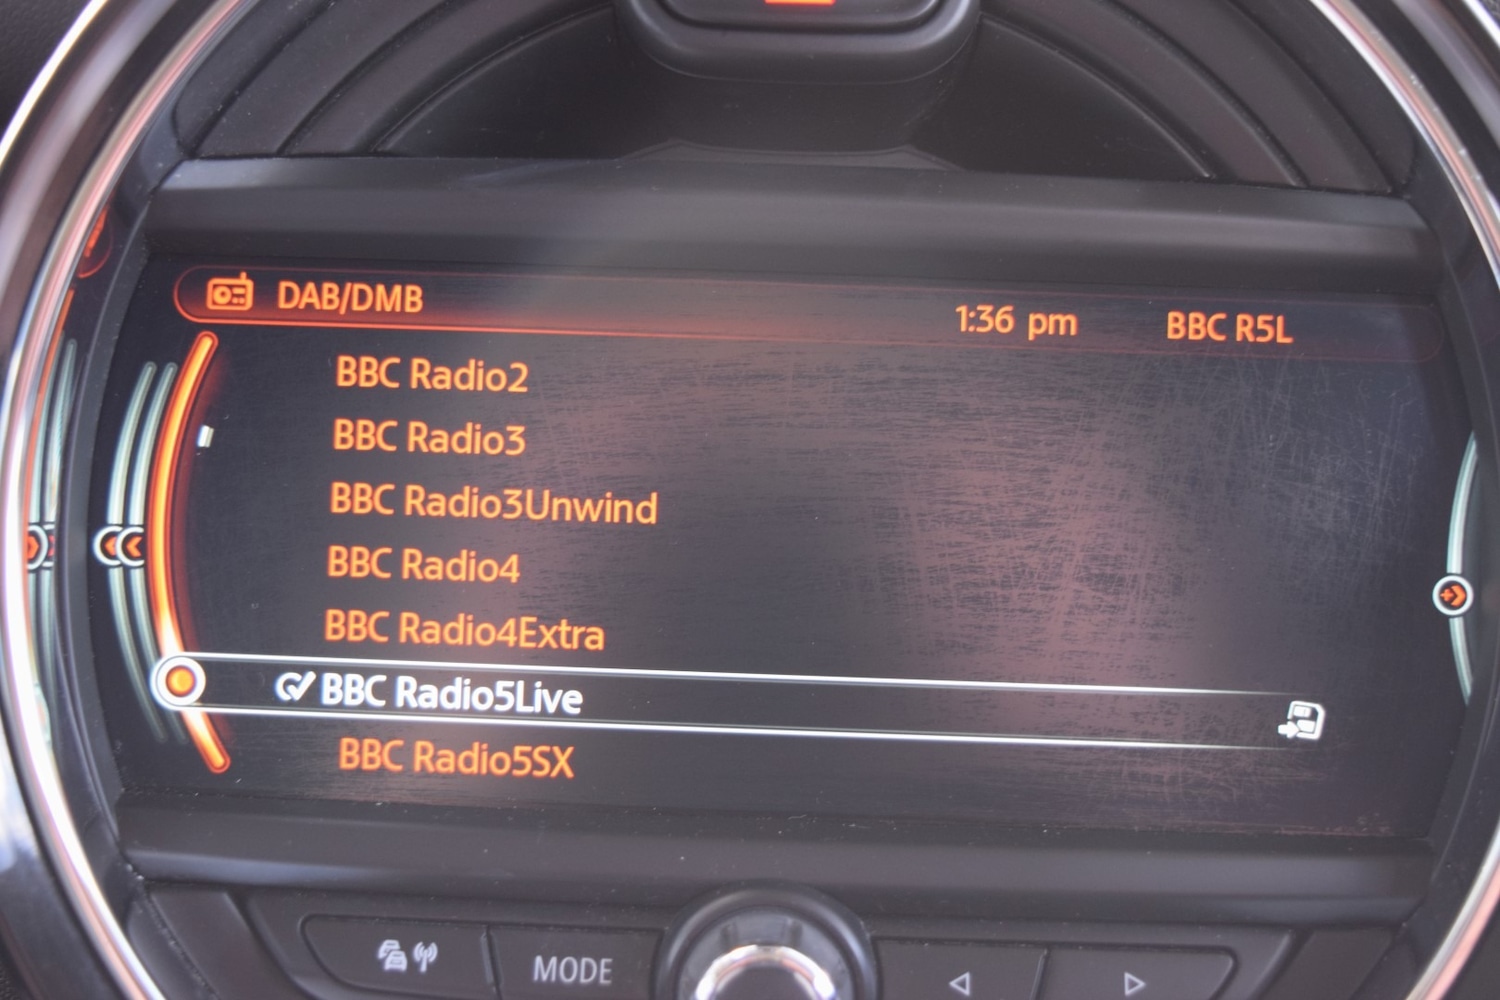 DAB/DMB 1:36 pm BBC R5L
BBC Radio2
BBC Radio3
BBC Radio3Unwind
BBC Radio4
BBC Radio4Extra
BBC Radio5Live
BBC Radio5SX
MODE